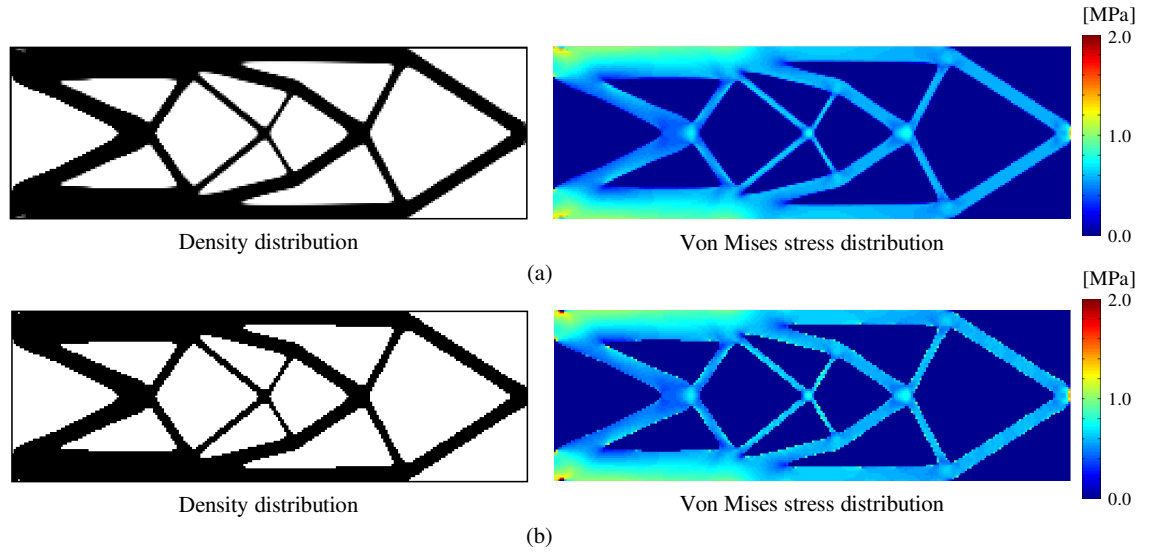 [MPa]
2.0
1.0
0.0
Density distribution
Von Mises stress distribution
(a)
[MPa]
2.0
1.0
0.0
Density distribution
Von Mises stress distribution
(b)